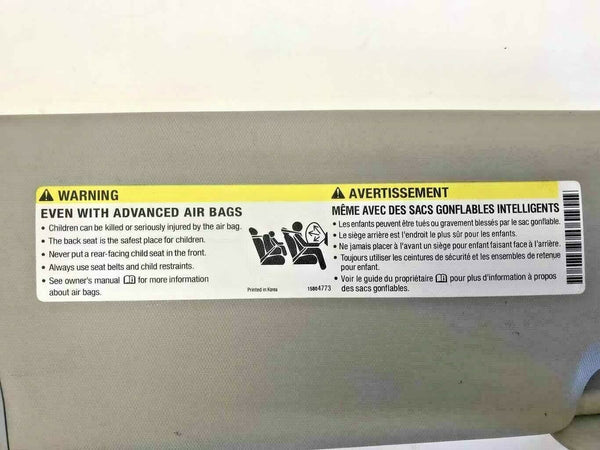 WARNING
EVEN WITH ADVANCED AIR BAGS
• Children can be killed or seriously injured by the air bag.
• The back seat is the safest place for children.
• Never put a rear-facing child seat in the front.
• Always use seat belts and child restraints.
• See owner's manual for more information
about air bags.
Printed in Korea
15804773
AVERTISSEMENT
MÊME AVEC DES SACS GONFLABLES INTELLIGENTS
• Les enfants peuvent être tués ou gravement blessés par le sac gonflable.
• Le siège arrière est l'endroit le plus sûr pour les enfants.
• Ne jamais placer à l'avant un siège pour enfant faisant face à l'arrière.
• Toujours utiliser les ceintures de sécurité et les ensembles de retenue
pour enfant.
• Voir le guide du propriétaire pour plus d'information à propos
des sacs gonflables.